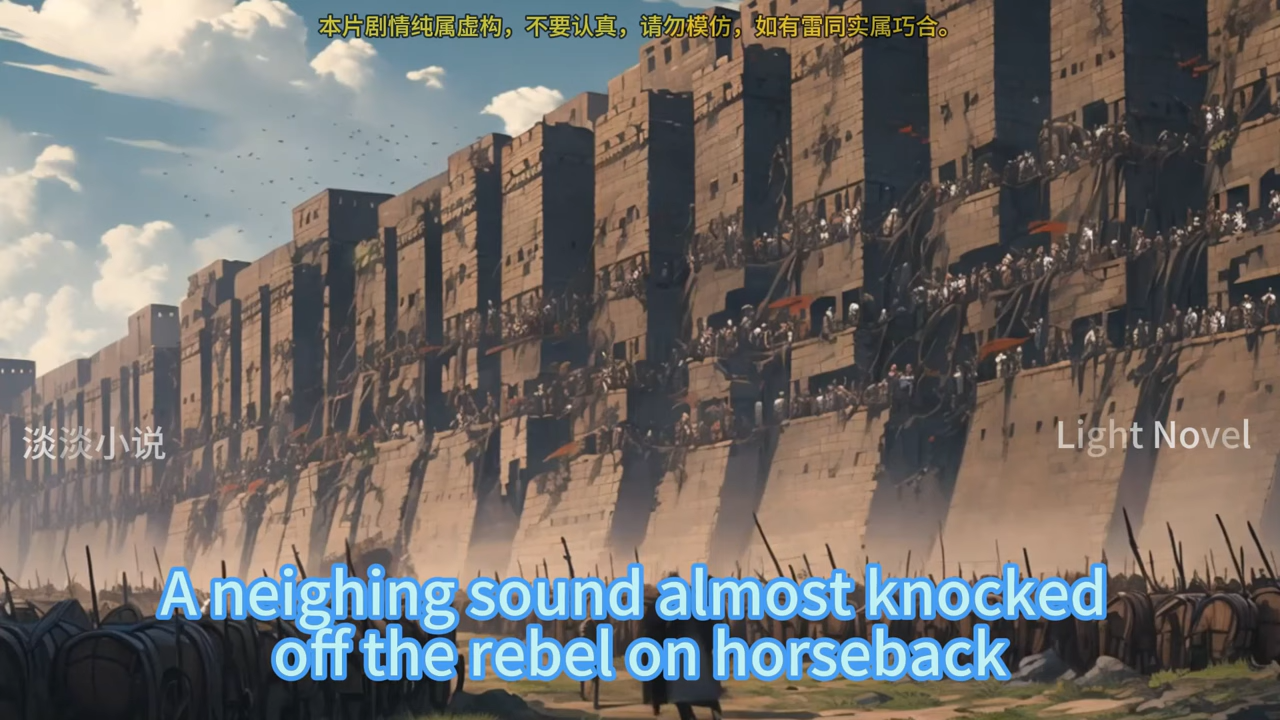 本片剧情纯属虚构，不要认真，请勿模仿，如有雷同实属巧合。
淡淡小说
Light Novel
A neighing sound almost knocked
off the rebel on horseback